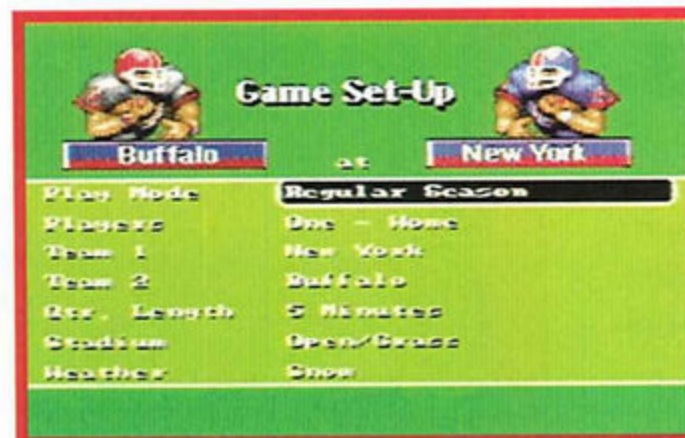 Game Set-Up
Buffalo at New York
Play Mode Regular Season
Players One - Home
Team 1 New York
Team 2 Buffalo
Qtr. Length 5 Minutes
Stadium Open/Grass
Weather Snow